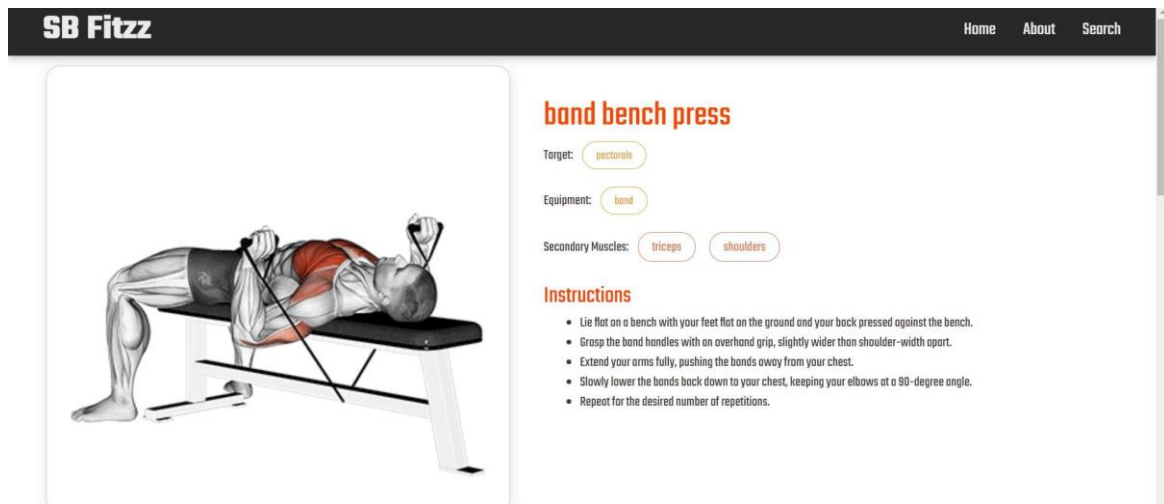 SB Fitzz
Home About Search
band bench press
Target: pectorals
Equipment: band
Secondary Muscles: triceps shoulders
Instructions
• Lie flat on a bench with your feet flat on the ground and your back pressed against the bench.
• Grasp the band handles with an overhand grip, slightly wider than shoulder-width apart.
• Extend your arms fully, pushing the bands away from your chest.
• Slowly lower the bands back down to your chest, keeping your elbows at a 90-degree angle.
• Repeat for the desired number of repetitions.